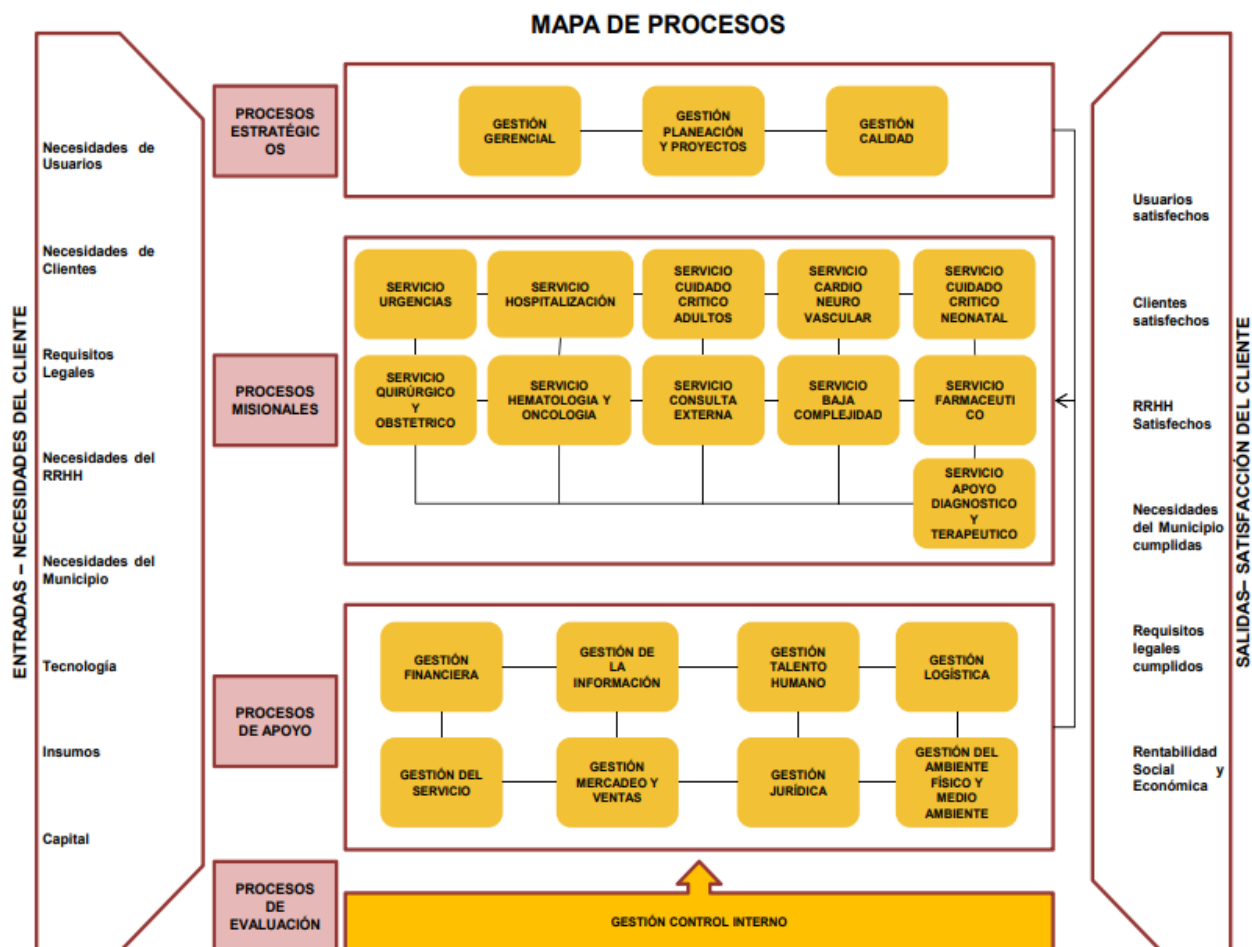 MAPA DE PROCESOS
ENTRADAS – NECESIDADES DEL CLIENTE
Necesidades de
Usuarios
Necesidades de
Clientes
Requisitos
Legales
Necesidades del
RRHH
Necesidades del
Municipio
Tecnología
Insumos
Capital
PROCESOS
ESTRATÉGIC
OS
GESTIÓN
GERENCIAL
GESTIÓN
PLANEACIÓN
Y PROYECTOS
GESTIÓN
CALIDAD
PROCESOS
MISIONALES
SERVICIO
URGENCIAS
SERVICIO
HOSPITALIZACIÓN
SERVICIO
CUIDADO
CRITICO
ADULTOS
SERVICIO
CARDIO
NEURO
VASCULAR
SERVICIO
CUIDADO
CRITICO
NEONATAL
SERVICIO
QUIRÚRGICO
Y
OBSTETRICO
SERVICIO
HEMATOLOGIA Y
ONCOLOGIA
SERVICIO
CONSULTA
EXTERNA
SERVICIO
BAJA
COMPLEJIDAD
SERVICIO
FARMACEUTI
CO
SERVICIO
APOYO
DIAGNOSTICO
Y
TERAPEUTICO
PROCESOS
DE APOYO
GESTIÓN
FINANCIERA
GESTIÓN DE
LA
INFORMACIÓN
GESTIÓN
TALENTO
HUMANO
GESTIÓN
LOGÍSTICA
GESTIÓN DEL
SERVICIO
GESTIÓN
MERCADEO Y
VENTAS
GESTIÓN
JURÍDICA
GESTIÓN DEL
AMBIENTE
FÍSICO Y
MEDIO
AMBIENTE
PROCESOS
DE
EVALUACIÓN
GESTIÓN CONTROL INTERNO
Usuarios
satisfechos
Clientes
satisfechos
RRHH
Satisfechos
Necesidades
del Municipio
cumplidas
Requisitos
legales
cumplidos
Rentabilidad
Social y
Económica
SALIDAS– SATISFACCIÓN DEL CLIENTE